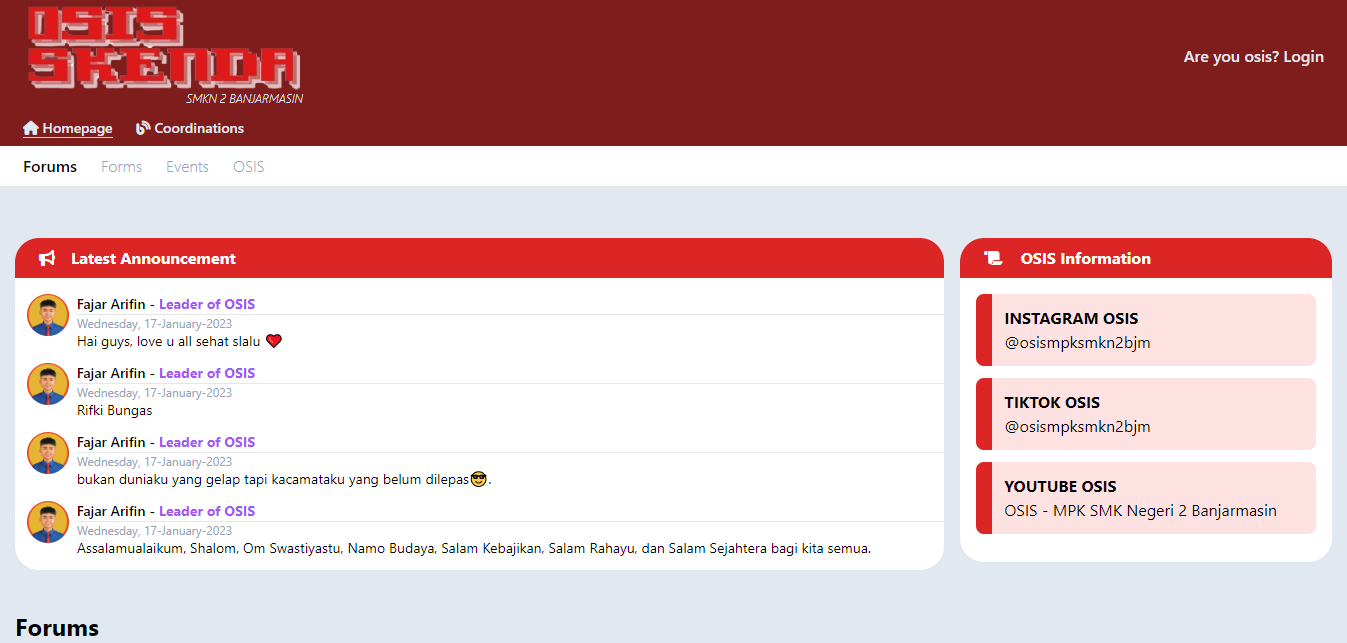 OSIS
SKENDA
SMKN 2 BANJARMASIN
Are you osis? Login
Homepage
Coordinations
Forums
Forms
Events
OSIS
Latest Announcement
Fajar Arifin - Leader of OSIS
Wednesday, 17-January-2023
Hai guys, love u all sehat slalu ❤️
Fajar Arifin - Leader of OSIS
Wednesday, 17-January-2023
Rifki Bungas
Fajar Arifin - Leader of OSIS
Wednesday, 17-January-2023
bukan duniaku yang gelap tapi kacamataku yang belum dilepas😎.
Fajar Arifin - Leader of OSIS
Wednesday, 17-January-2023
Assalamualaikum, Shalom, Om Swastiyastu, Namo Budaya, Salam Kebajikan, Salam Rahayu, dan Salam Sejahtera bagi kita semua.
OSIS Information
INSTAGRAM OSIS
@osismpksmkn2bjm
TIKTOK OSIS
@osismpksmkn2bjm
YOUTUBE OSIS
OSIS - MPK SMK Negeri 2 Banjarmasin
Forums